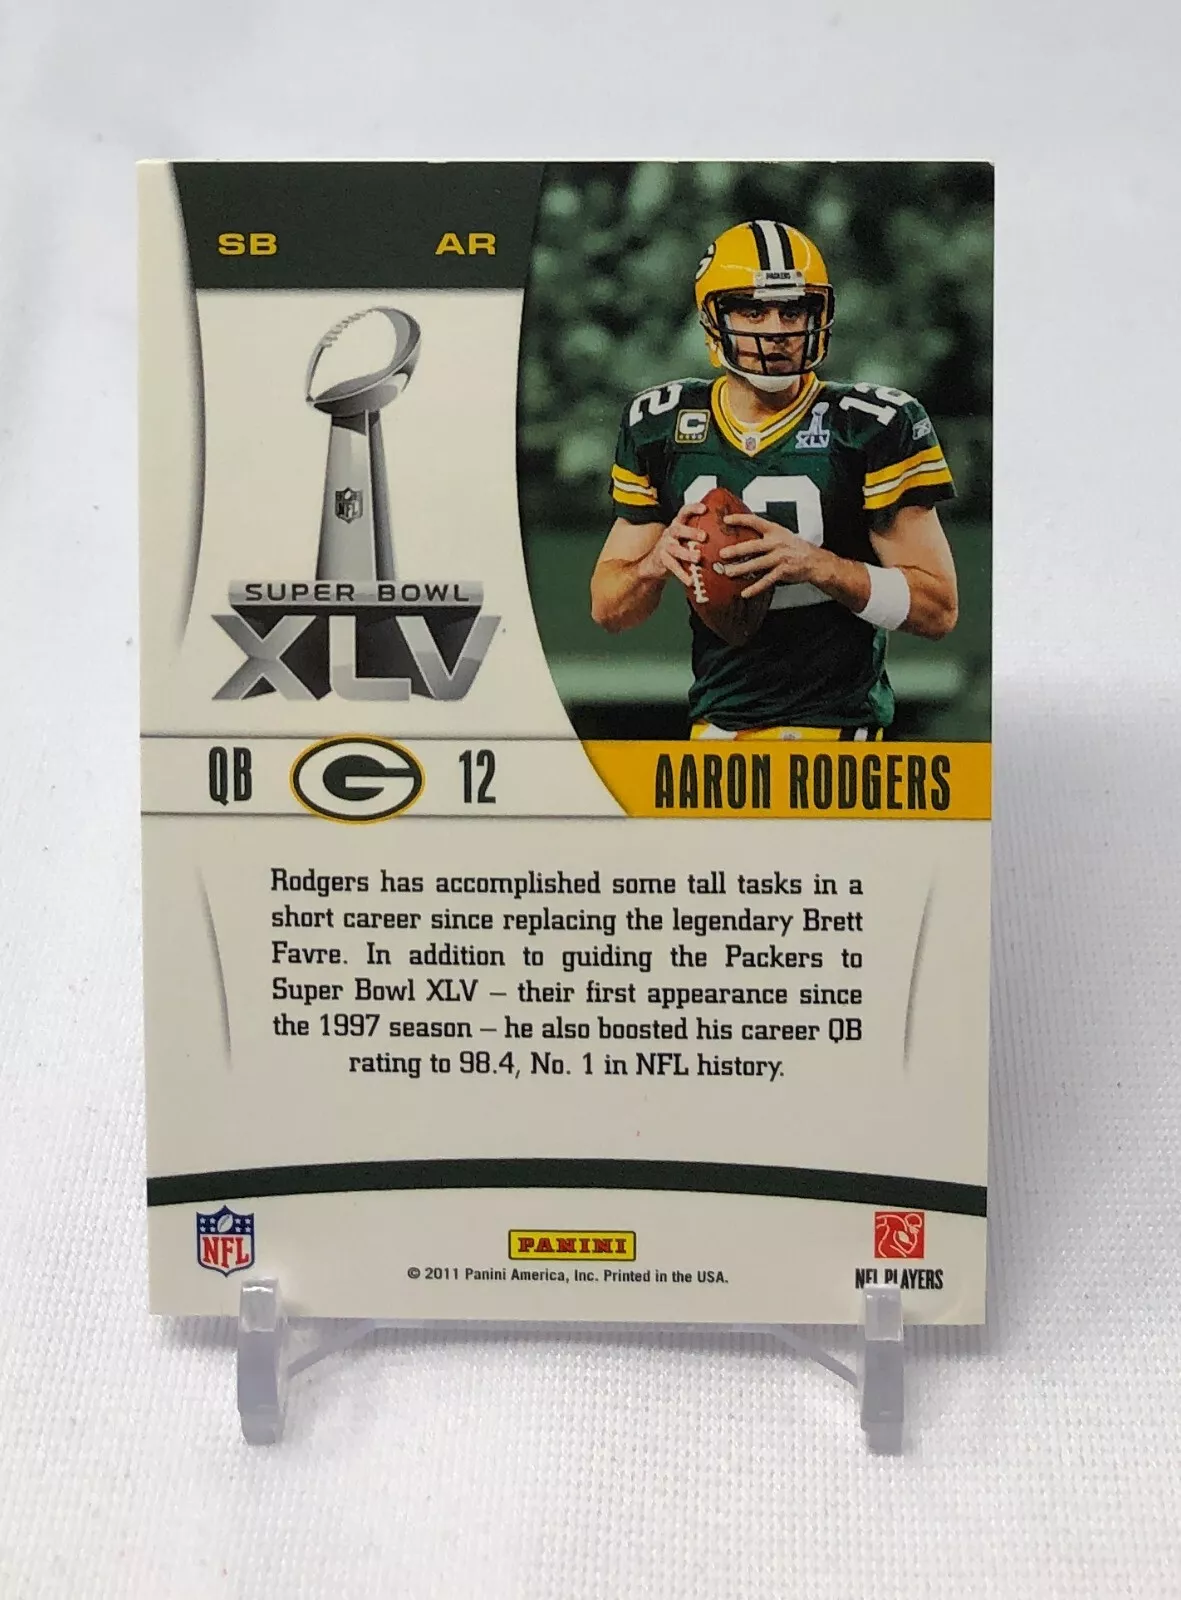 SB AR
PACKERS
12 C 12
XLV
12
NFL
SUPER BOWL
XLV
QB G 12 AARON RODGERS
Rodgers has accomplished some tall tasks in a
short career since replacing the legendary Brett
Favre. In addition to guiding the Packers to
Super Bowl XLV – their first appearance since
the 1997 season – he also boosted his career QB
rating to 98.4, No. 1 in NFL history.
NFL
PANINI
© 2011 Panini America, Inc. Printed in the USA.
NFL PLAYERS